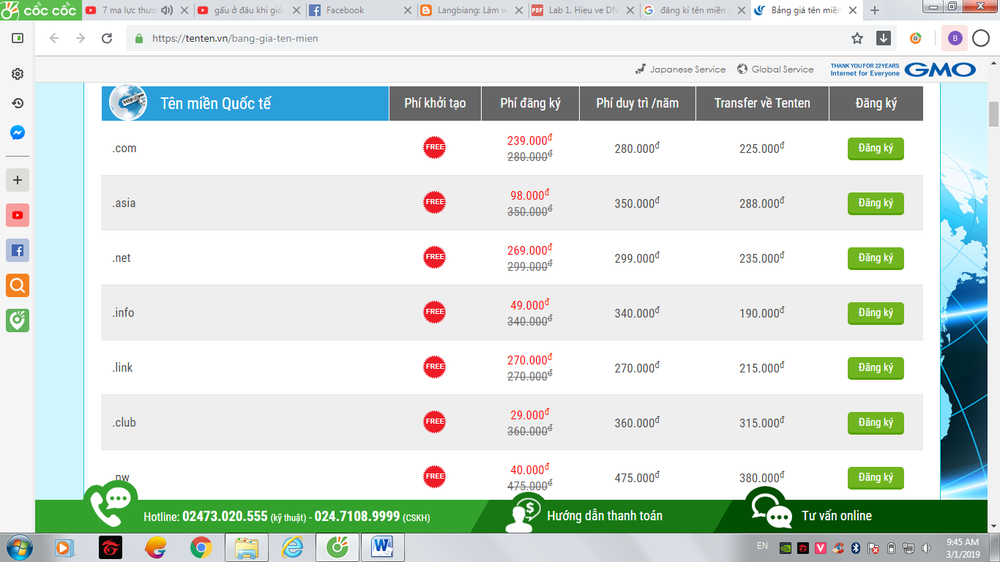 cốc cốc
7 ma lực thươ
gấu ở đâu khi gió
Facebook
Langbiang: Làm w
PDF Lab 1. Hieu ve DN
đăng kí tên miền
Bảng giá tên miền
https://tenten.vn/bang-gia-ten-mien
B
Japanese Service
Global Service
THANK YOU FOR 22YEARS
Internet for Everyone
GMO
Tên miền Quốc tế Phí khởi tạo Phí đăng ký Phí duy trì /năm Transfer về Tenten Đăng ký
.com FREE 239.000đ 280.000đ 280.000đ 225.000đ Đăng ký
.asia FREE 98.000đ 350.000đ 350.000đ 288.000đ Đăng ký
.net FREE 269.000đ 299.000đ 299.000đ 235.000đ Đăng ký
.info FREE 49.000đ 340.000đ 340.000đ 190.000đ Đăng ký
.link FREE 270.000đ 270.000đ 270.000đ 215.000đ Đăng ký
.club FREE 29.000đ 360.000đ 360.000đ 315.000đ Đăng ký
.pw FREE 40.000đ 475.000đ 475.000đ 380.000đ Đăng ký
Hotline: 02473.020.555 (kỹ thuật) - 024.7108.9999 (CSKH)
Hướng dẫn thanh toán
Tư vấn online
EN
9:45 AM
3/1/2019